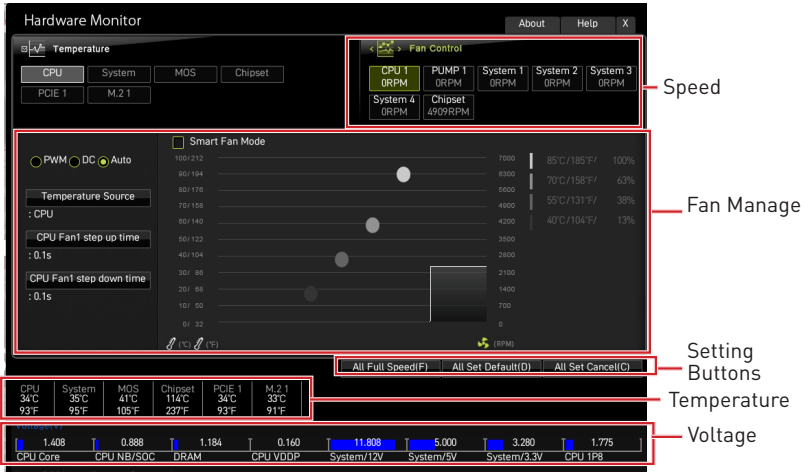 Hardware Monitor
About Help X
Temperature
Fan Control
CPU System MOS Chipset
PCIE 1 M.2 1
CPU 1 PUMP 1 System 1 System 2 System 3
0RPM 0RPM 0RPM 0RPM 0RPM
System 4 Chipset
0RPM 4909RPM
Speed
Smart Fan Mode
PWM DC Auto
Temperature Source
: CPU
CPU Fan1 step up time
: 0.1s
CPU Fan1 step down time
: 0.1s
100/212 7000 85°C/185°F/ 100%
90/194 6300
80/176 5600 70°C/158°F/ 63%
70/158 4900 55°C/131°F/ 38%
60/140 4200 40°C/104°F/ 13%
50/122 3500
40/104 2800
30/ 86 2100
20/ 68 1400
10/ 50 700
0/ 32 0
(°C) (°F) (RPM)
Fan Manage
All Full Speed(F) All Set Default(D) All Set Cancel(C)
Setting
Buttons
CPU System MOS Chipset PCIE 1 M.2 1
34°C 35°C 41°C 114°C 34°C 33°C
93°F 95°F 105°F 237°F 93°F 91°F
Temperature
Voltage(V)
1.408 0.888 1.184 0.160 11.808 5.000 3.280 1.775
CPU Core CPU NB/SOC DRAM CPU VDDP System/12V System/5V System/3.3V CPU 1P8
Voltage